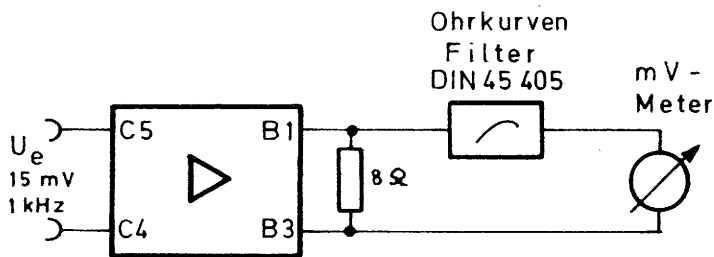 Ohrkurven
Filter
DIN 45 405
mV-
Meter
C5
B1
U e
15 mV
1 kHz
8 Ω
C4
B3